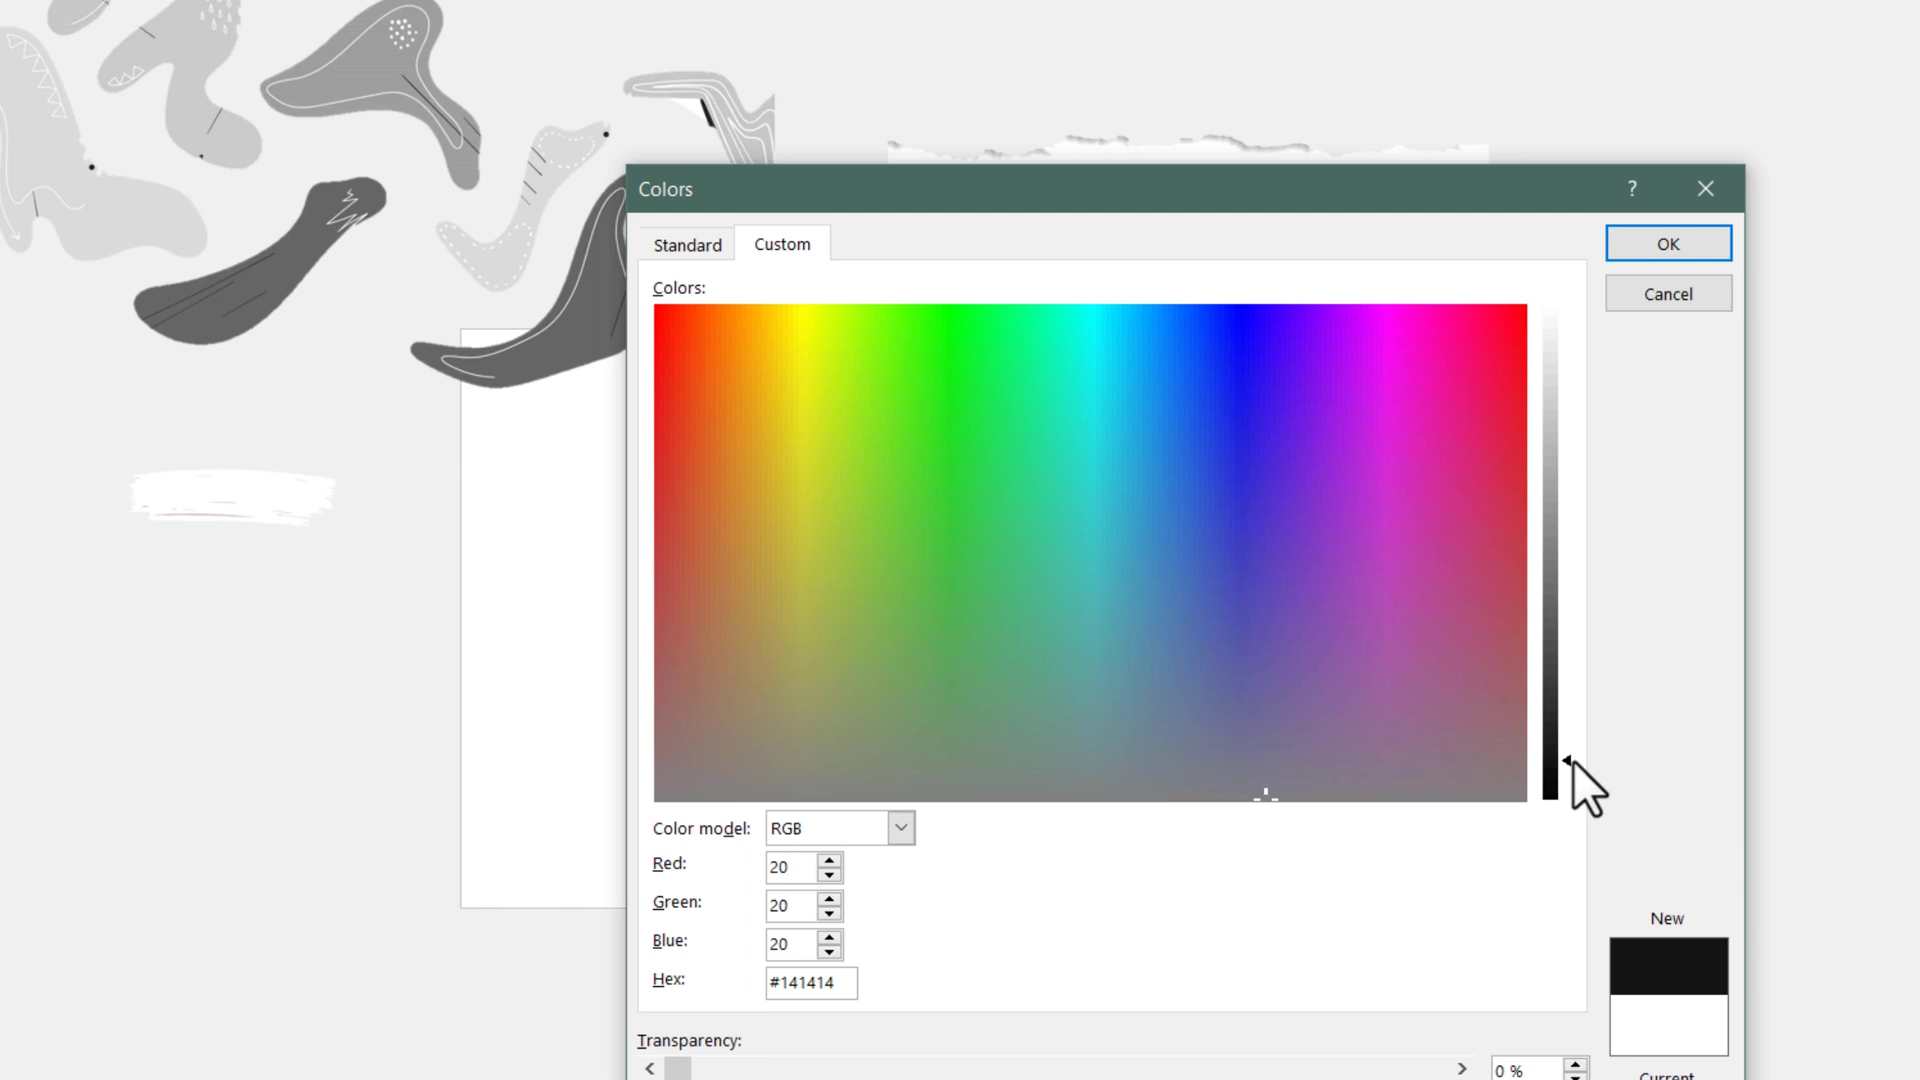 Colors
?
Standard
Custom
OK
Cancel
Colors:
Color model: RGB
Red: 20
Green: 20
Blue: 20
Hex: #141414
New
Current
Transparency:
0 %